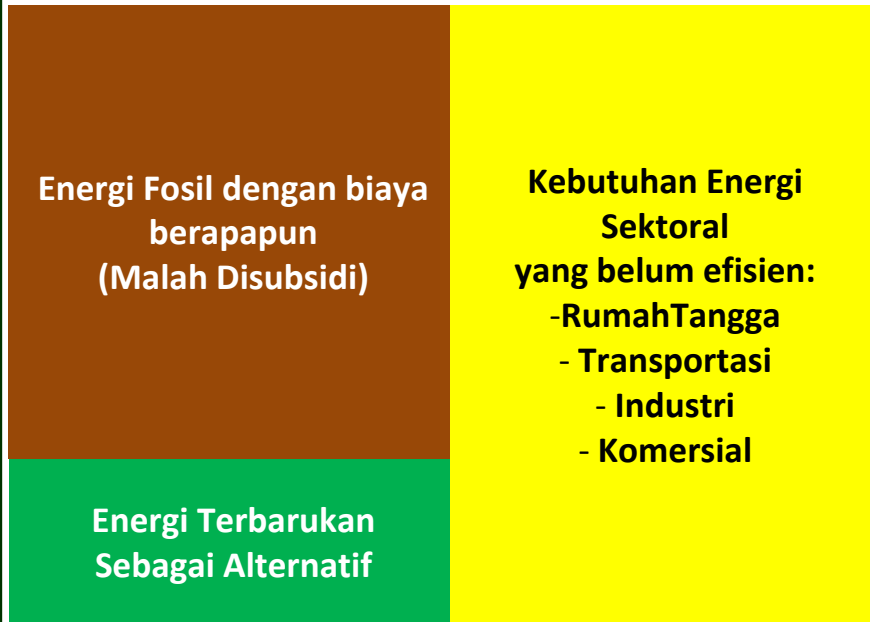 Energi Fosil dengan biaya
berapapun
(Malah Disubsidi)
Energi Terbarukan
Sebagai Alternatif
Kebutuhan Energi
Sektoral
yang belum efisien:
-RumahTangga
- Transportasi
- Industri
- Komersial